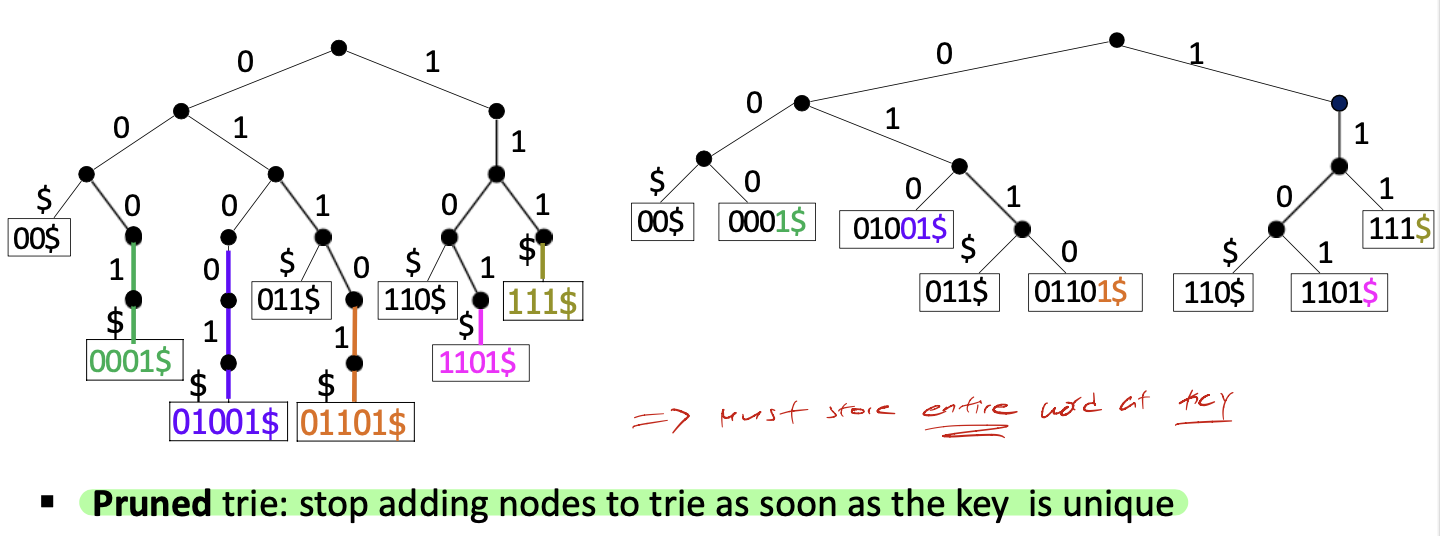 0 1 0 1
0 1 1 0 1 1
$ 0 0 1 0 1 $ 0 0 1 0 1
00$ 1 0 $ 0 $ 1 $ 00$ 0001$ 01001$ $ 0 $ 1 111$
$ 1 011$ 1 110$ $ 111$ 011$ 01101$ 110$ 1101$
0001$ $ $ 1101$
01001$ 01101$
=> must store entire word at key
▪ Pruned trie: stop adding nodes to trie as soon as the key is unique